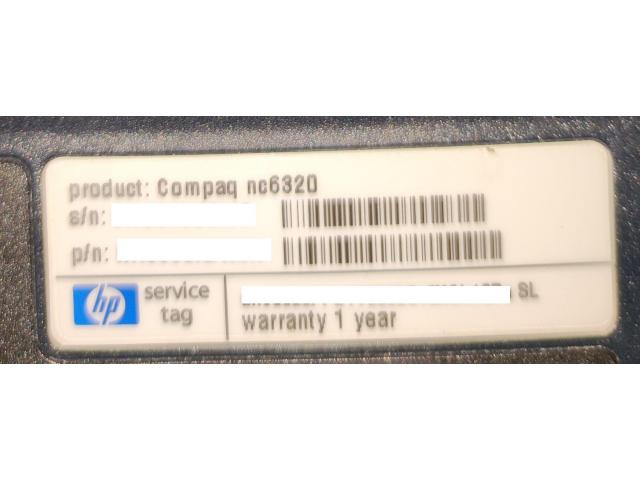 product: Compaq nc6320
s/n:
p/n:
hp
service
tag
SL
warranty 1 year